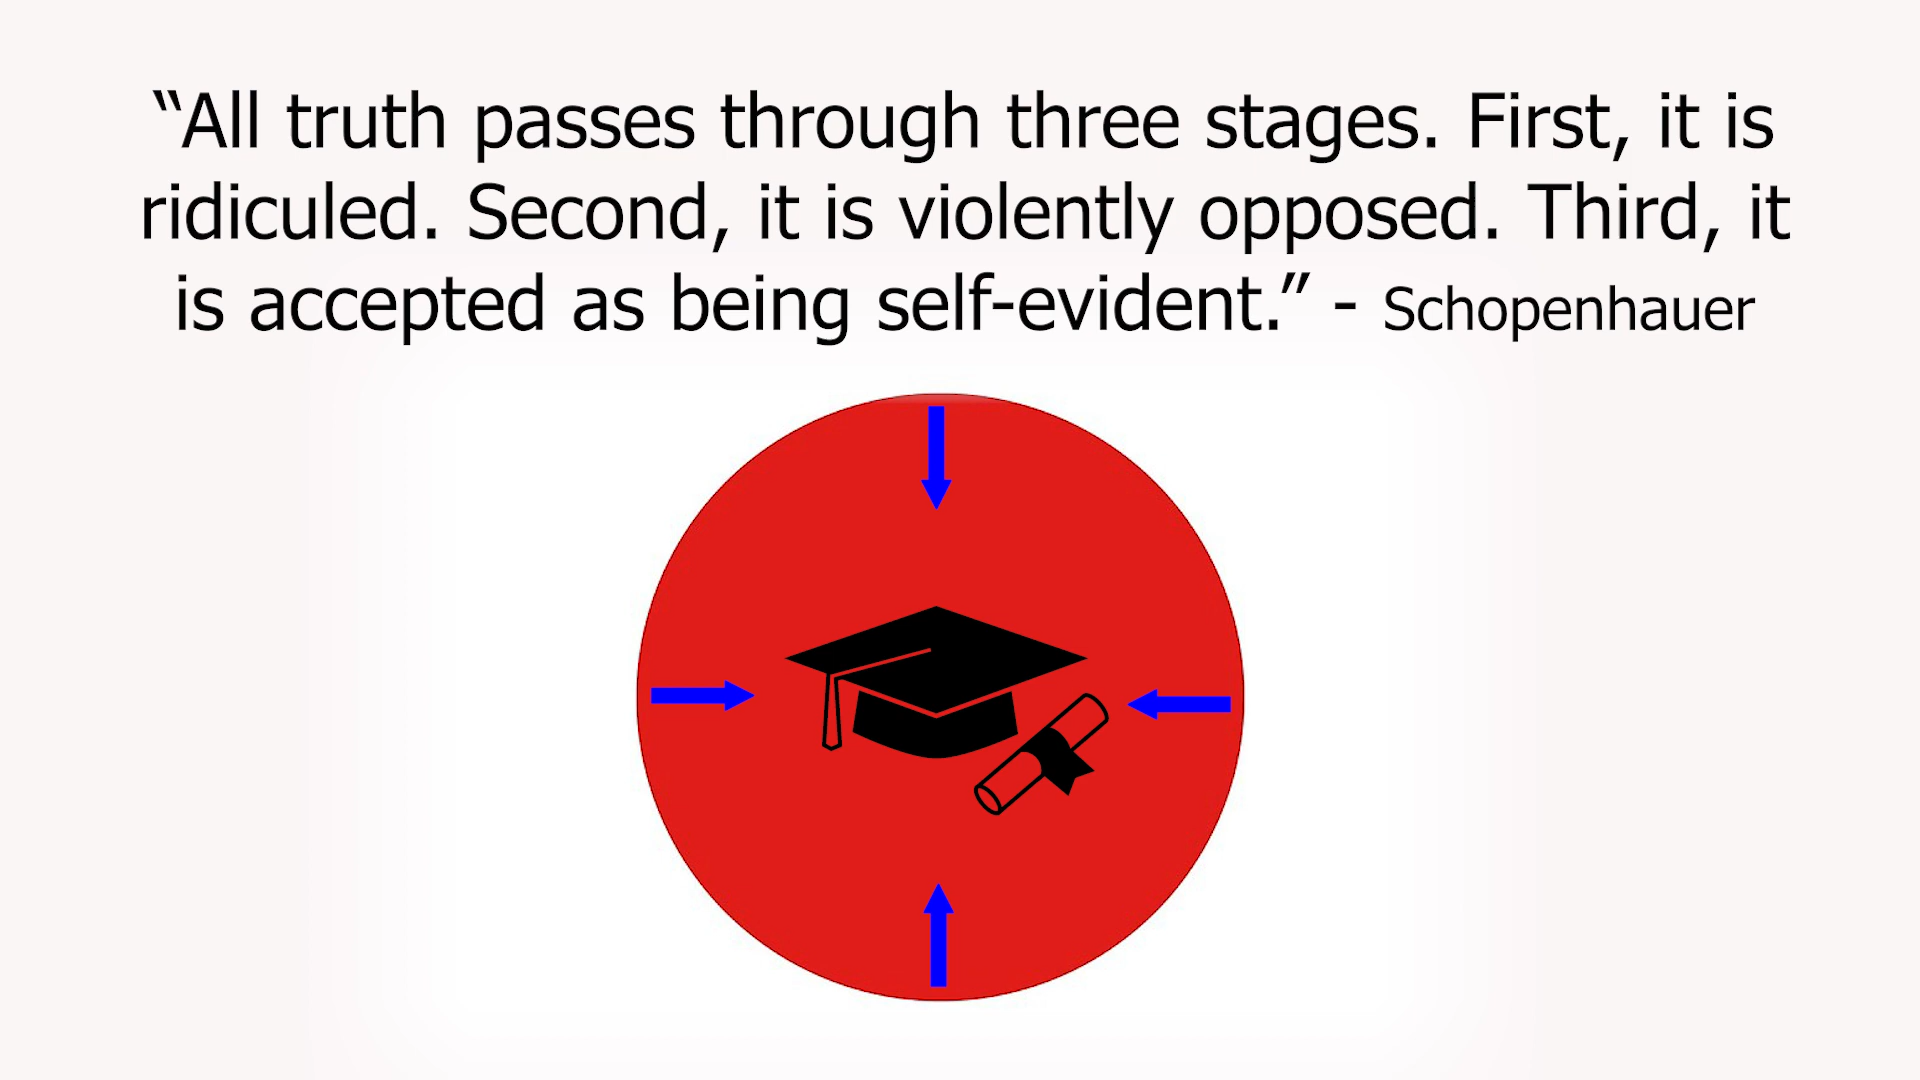 “All truth passes through three stages. First, it is
ridiculed. Second, it is violently opposed. Third, it
is accepted as being self-evident.” - Schopenhauer